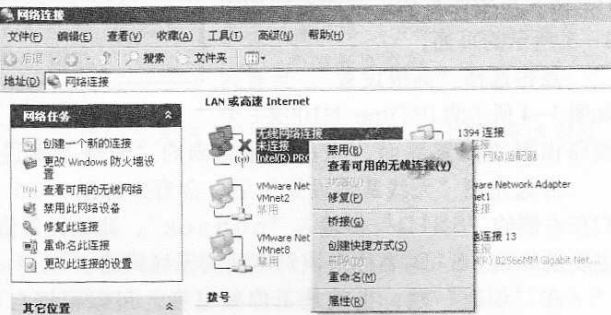 网络连接
文件(F) 编辑(E) 查看(V) 收藏(A) 工具(T) 高级(N) 帮助(H)
后退 搜索 文件夹
地址(D) 网络连接
网络任务
创建一个新的连接
更改 Windows 防火墙设
置
查看可用的无线网络
禁用此网络设备
修复此连接
重命名此连接
更改此连接的设置
其它位置
LAN 或高速 Internet
无线网络连接
未连接
Intel(R) PRO
VMware Net
VMnet2
禁用
VMware Net
VMnet8
禁用
拨号
禁用(B)
查看可用的无线连接(V)
修复(P)
桥接(G)
创建快捷方式(S)
重命名(M)
属性(R)
1394 连接
网络适配器
ware Network Adapter
net1
连接 13
(R) 82566MM Gigabit Net...